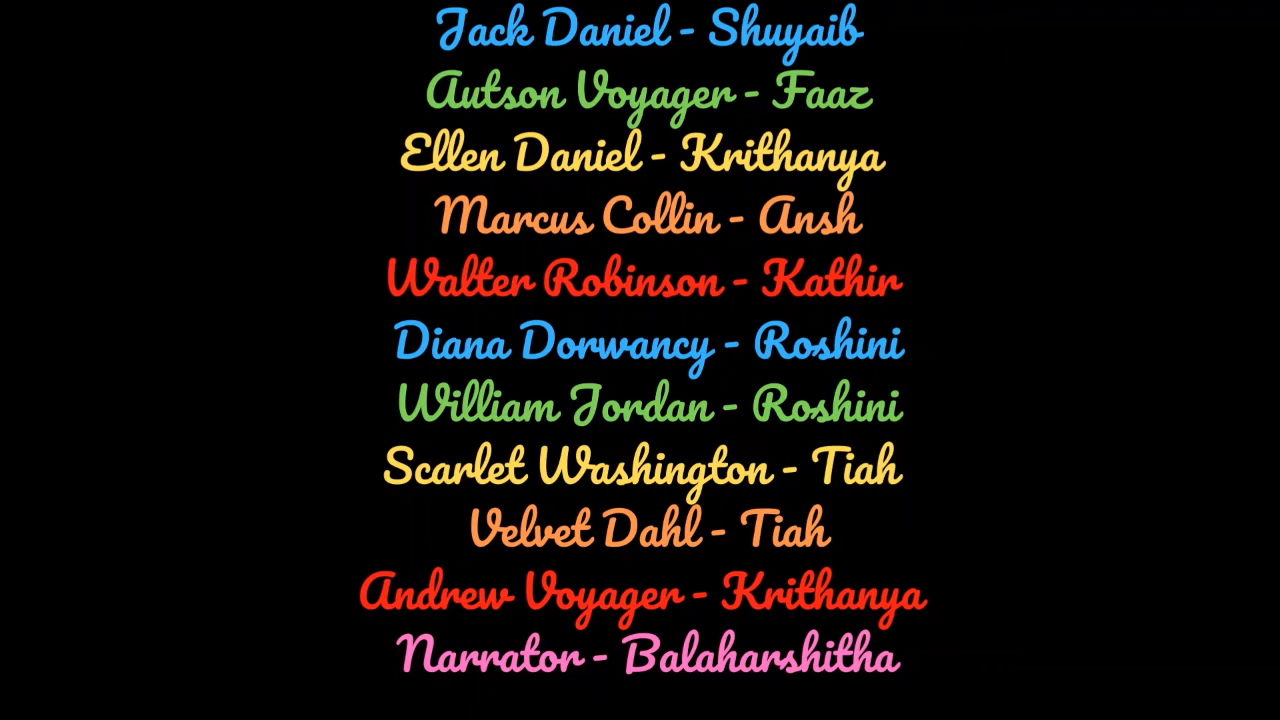 Jack Daniel - Shuyaib
Autson Voyager - Faaz
Ellen Daniel - Krithanya
Marcus Collin - Ansh
Walter Robinson - Kathir
Diana Dorwancy - Roshini
William Jordan - Roshini
Scarlet Washington - Tiah
Velvet Dahl - Tiah
Andrew Voyager - Krithanya
Narrator - Balaharshitha